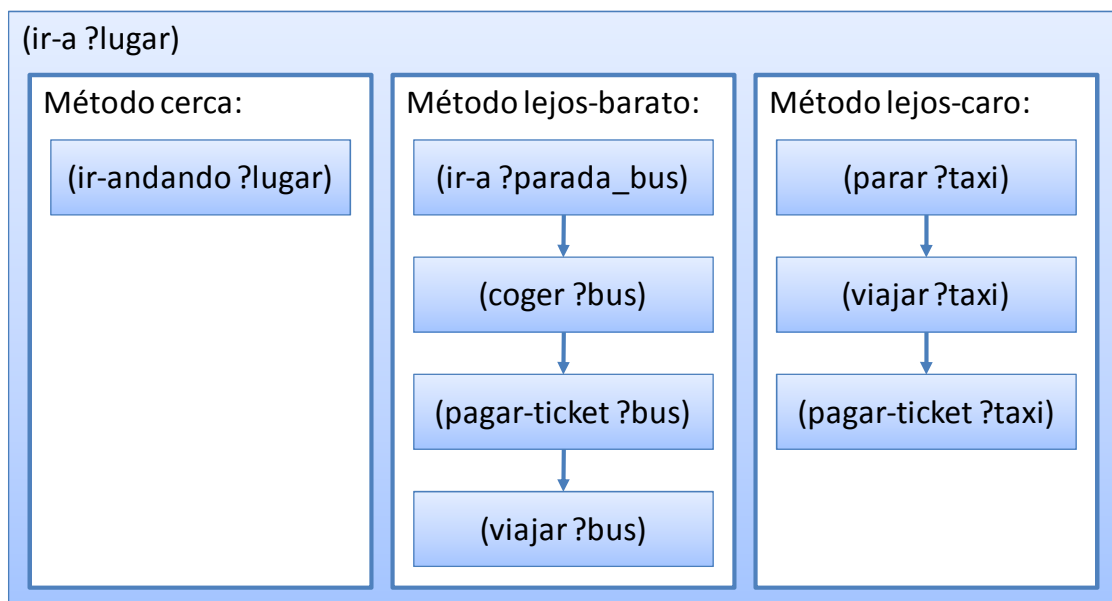 (ir-a ?lugar)
Método cerca:
(ir-andando ?lugar)
Método lejos-barato:
(ir-a ?parada_bus)
(coger ?bus)
(pagar-ticket ?bus)
(viajar ?bus)
Método lejos-caro:
(parar ?taxi)
(viajar ?taxi)
(pagar-ticket ?taxi)